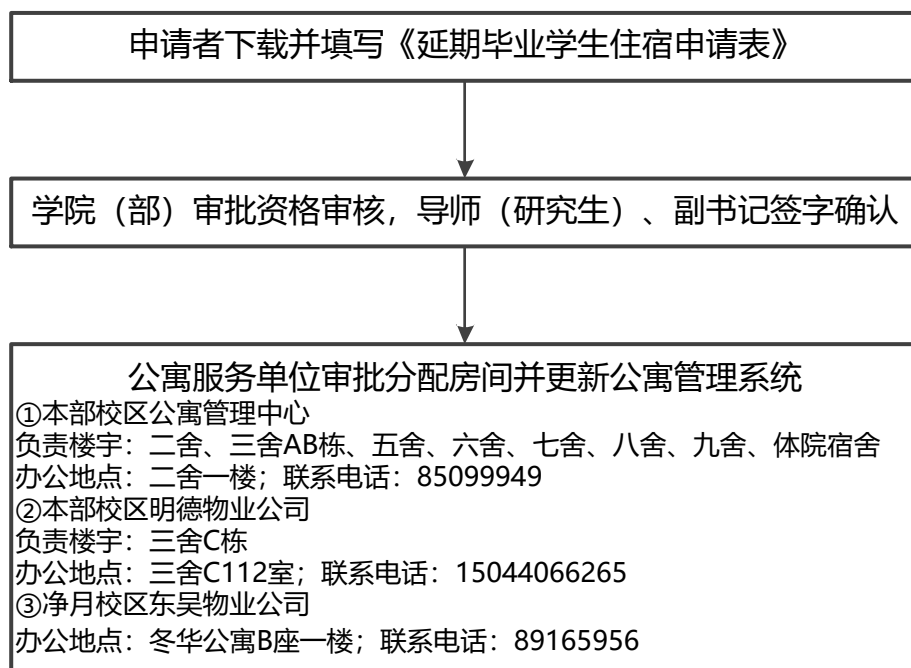 申请者下载并填写《延期毕业学生住宿申请表》
学院（部）审批资格审核，导师（研究生）、副书记签字确认
公寓服务单位审批分配房间并更新公寓管理系统
①本部校区公寓管理中心
负责楼宇：二舍、三舍AB栋、五舍、六舍、七舍、八舍、九舍、体院宿舍
办公地点：二舍一楼；联系电话：85099949
②本部校区明德物业公司
负责楼宇：三舍C栋
办公地点：三舍C112室；联系电话：15044066265
③净月校区东吴物业公司
办公地点：冬华公寓B座一楼；联系电话：89165956